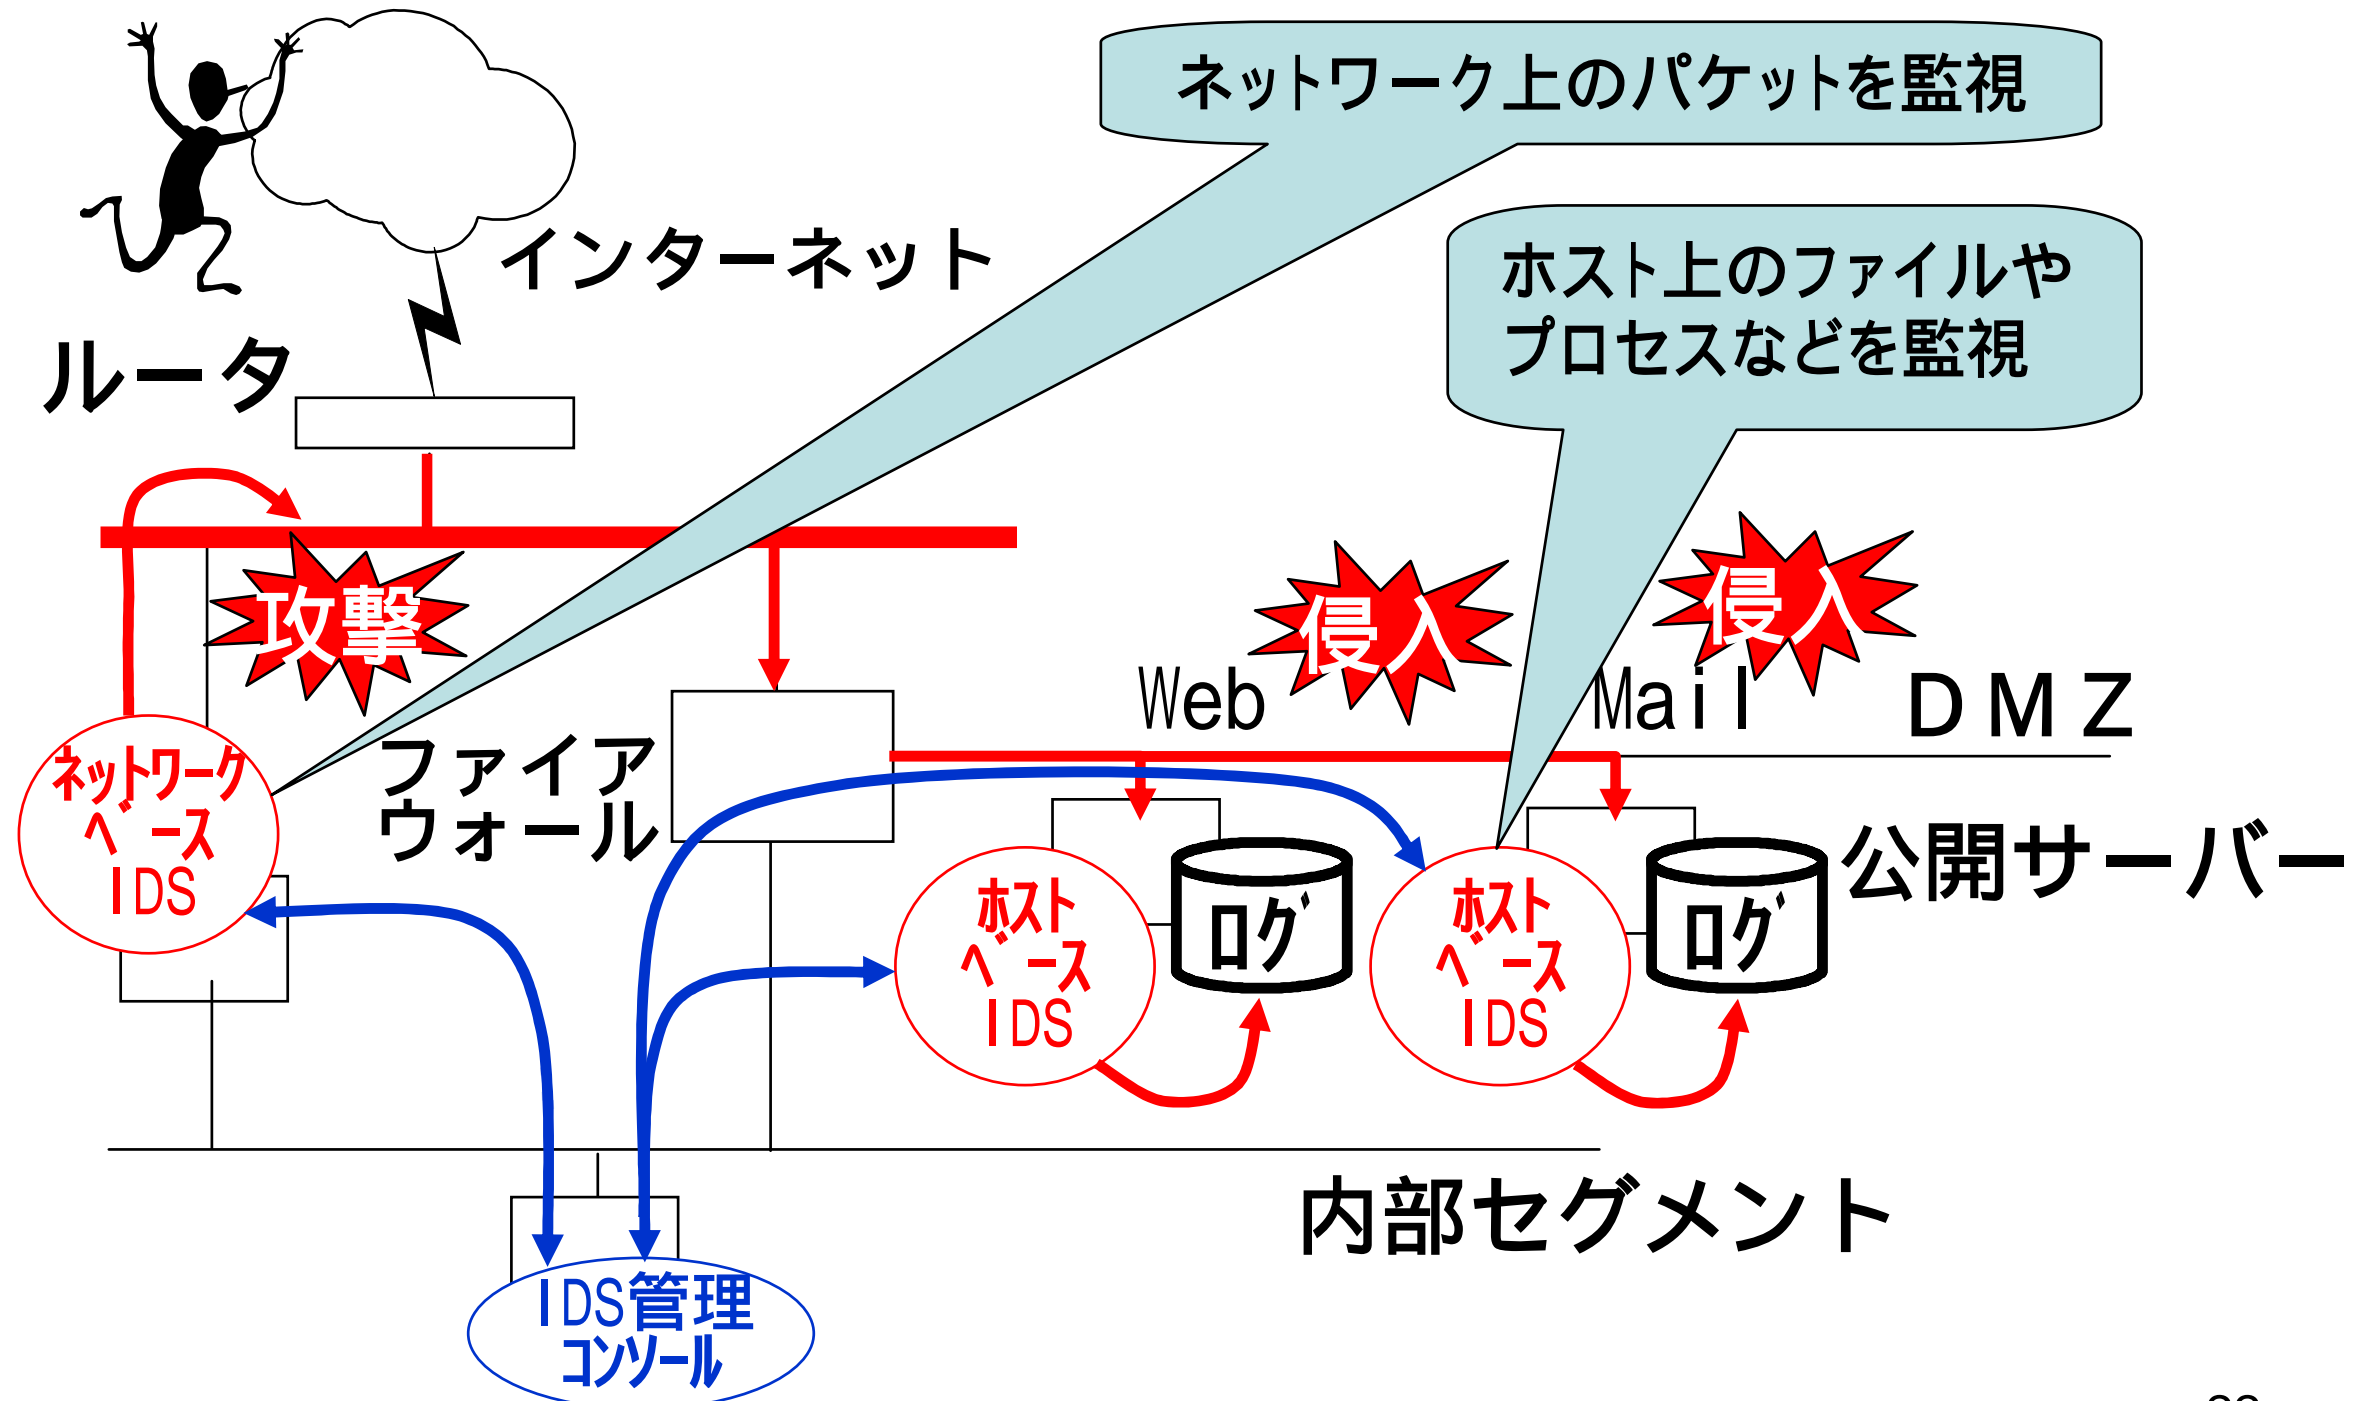 ネットワーク上のパケットを監視
インターネット
ホスト上のファイルや
プロセスなどを監視
ルータ
攻撃
侵入
侵入
Web
Mail
DMZ
ネットワーク
ベース
IDS
ファイア
ウォール
公開サーバー
ホスト
ベース
IDS
ログ
ホスト
ベース
IDS
ログ
内部セグメント
IDS管理
コンソール